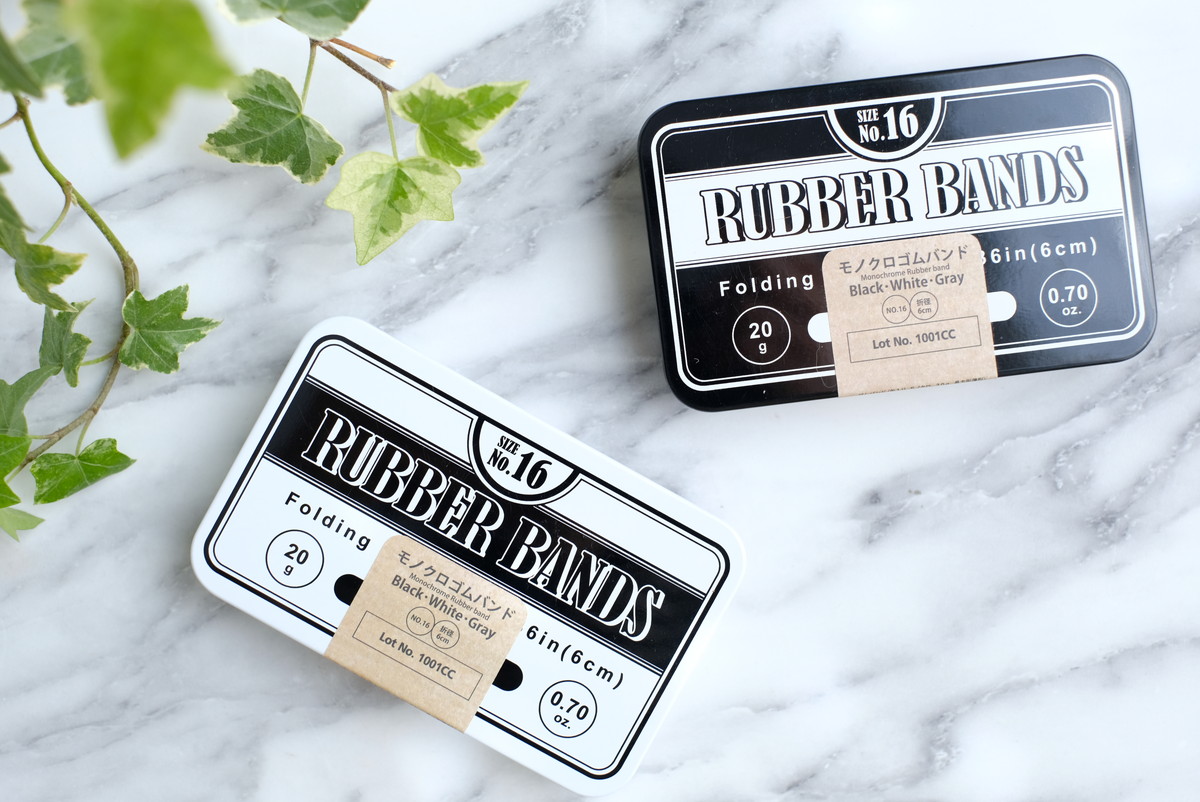 SIZE
No.16
RUBBER BANDS
Folding
36in(6cm)
20
g
0.70
oz.
モノクロゴムバンド
Monochrome Rubber band
Black・White・Gray
NO.16
折径
6cm
Lot No. 1001CC
SIZE
No.16
RUBBER BANDS
Folding
6in(6cm)
20
g
0.70
oz.
モノクロゴムバンド
Monochrome Rubber band
Black・White・Gray
NO.16
折径
6cm
Lot No. 1001CC